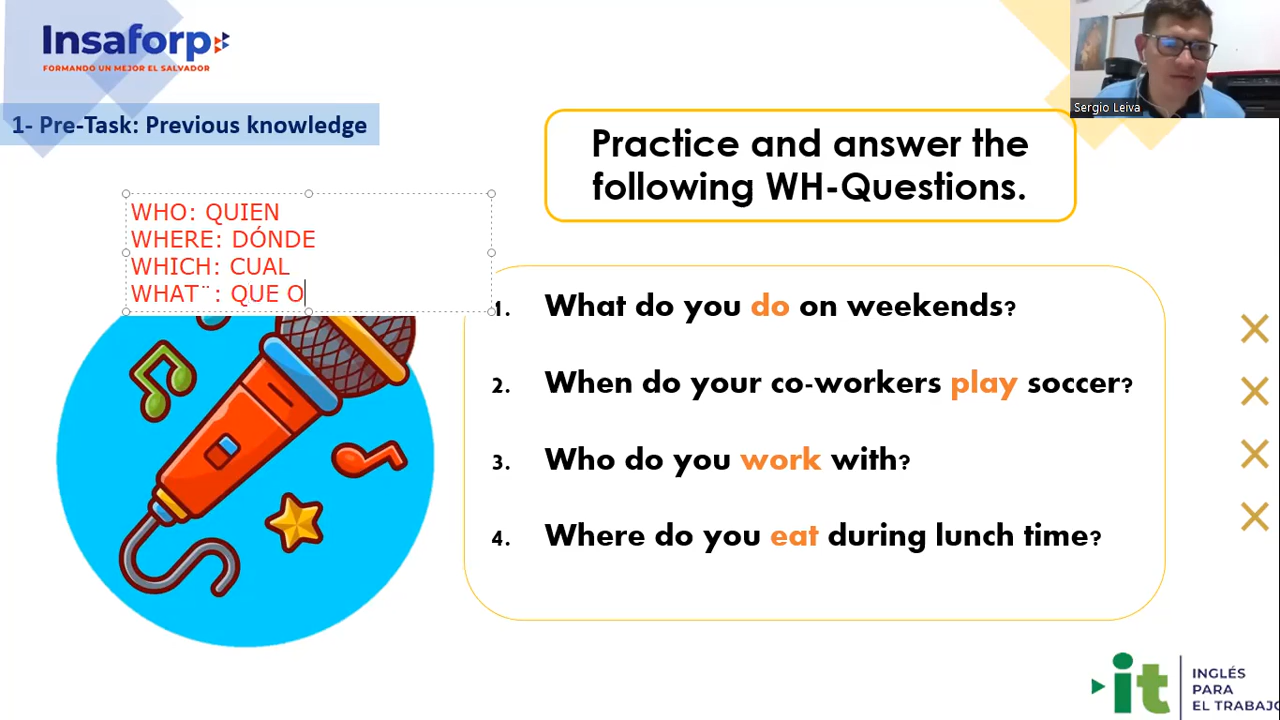 Insaforp
FORMANDO UN MEJOR EL SALVADOR
Sergio Leiva
1- Pre-Task: Previous knowledge
Practice and answer the
following WH-Questions.
WHO: QUIEN
WHERE: DÓNDE
WHICH: CUAL
WHAT¨: QUE O
1. What do you do on weekends?
2. When do your co-workers play soccer?
3. Who do you work with?
4. Where do you eat during lunch time?
it
INGLÉS
PARA
EL TRABAJO